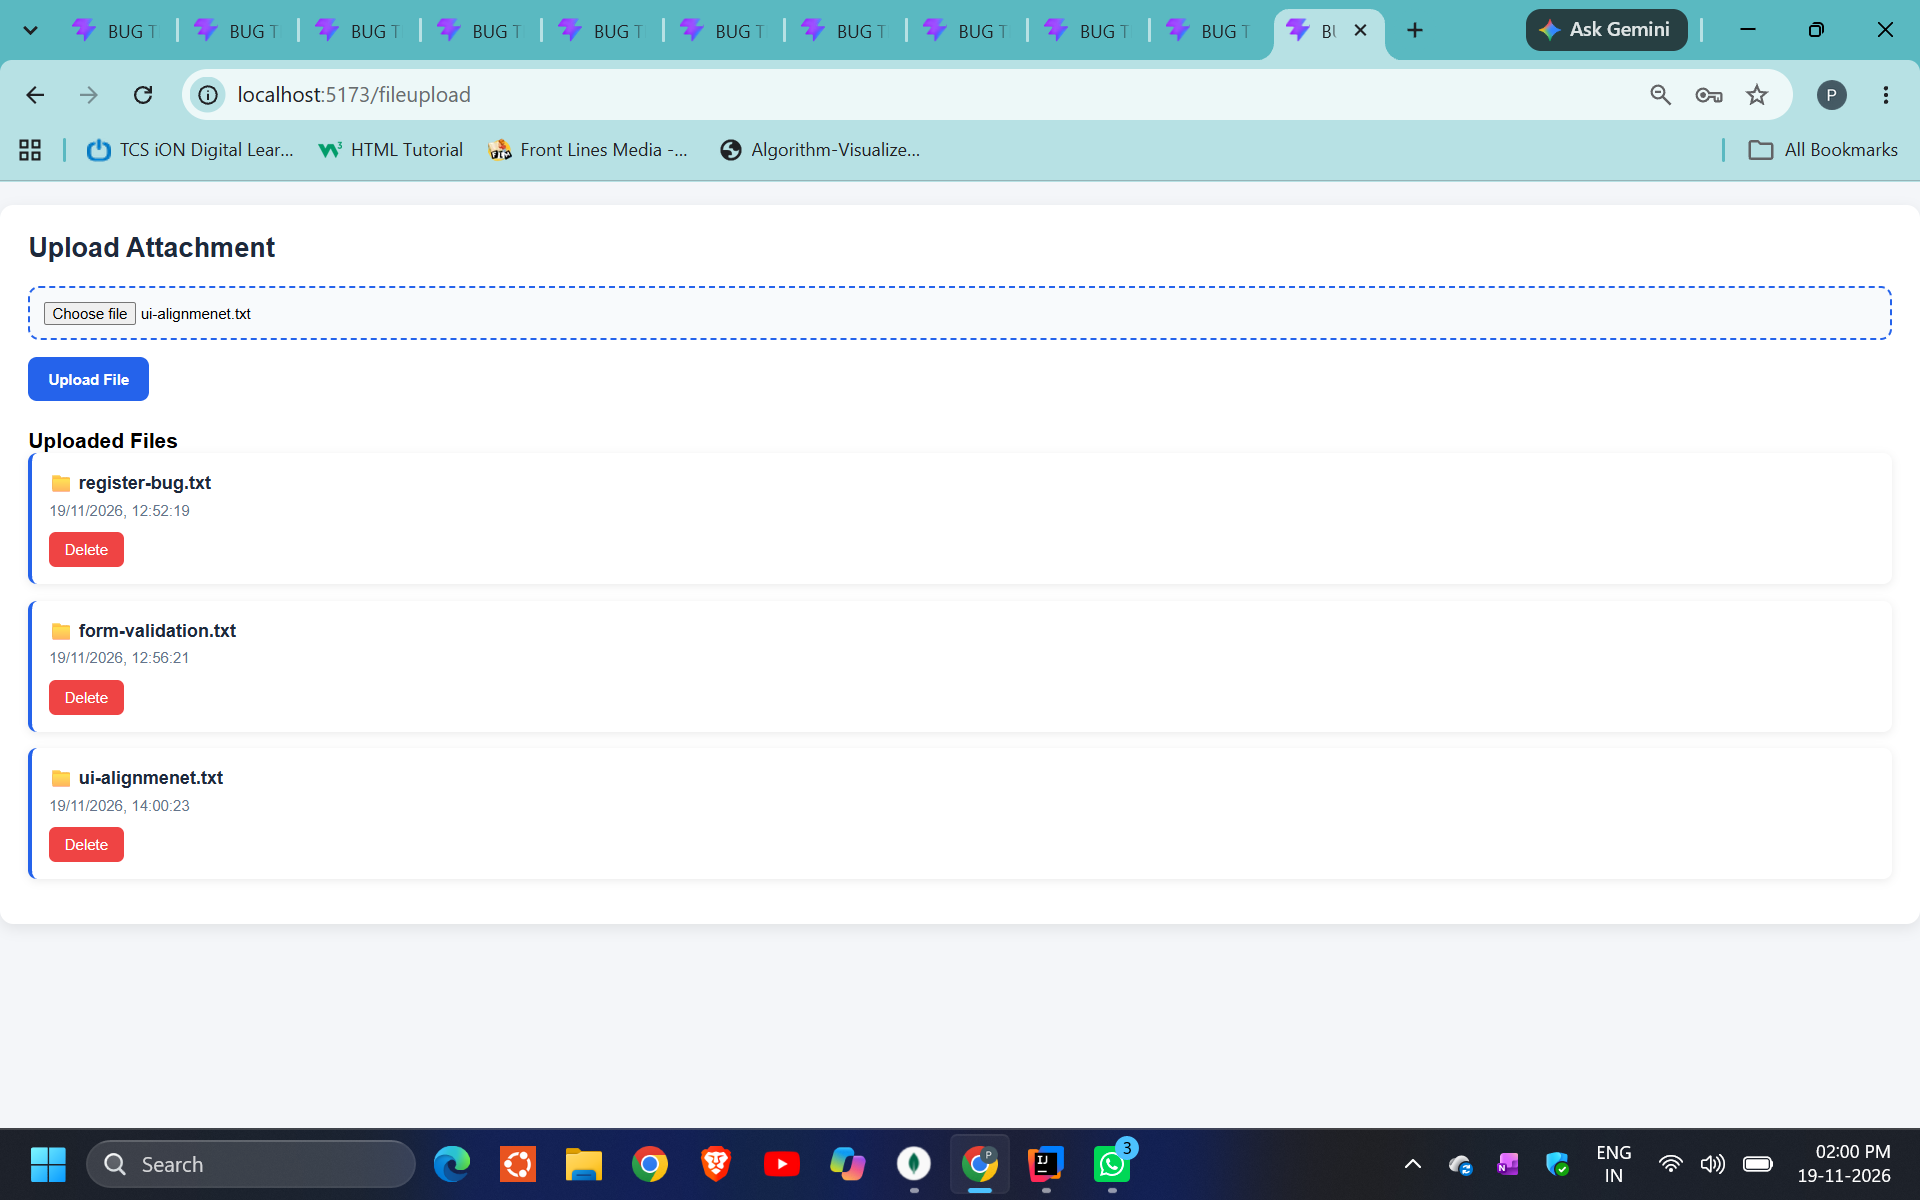 BUG T BUG T BUG T BUG T BUG T BUG T BUG T BUG T BUG T BUG T BU Ask Gemini
localhost:5173/fileupload P
TCS iON Digital Lear... HTML Tutorial Front Lines Media -... Algorithm-Visualize... All Bookmarks
Upload Attachment
Choose file ui-alignmenet.txt
Upload File
Uploaded Files
register-bug.txt
19/11/2026, 12:52:19
Delete
form-validation.txt
19/11/2026, 12:56:21
Delete
ui-alignmenet.txt
19/11/2026, 14:00:23
Delete
Search P IJ 3 N ENG 02:00 PM
IN 19-11-2026